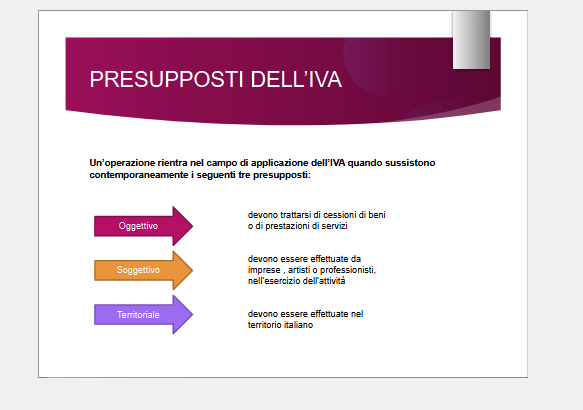 PRESUPPOSTI DELL’IVA
Un’operazione rientra nel campo di applicazione dell’IVA quando sussistono
contemporaneamente i seguenti tre presupposti:
Oggettivo
devono trattarsi di cessioni di beni
o di prestazioni di servizi
Soggettivo
devono essere effettuate da
imprese , artisti o professionisti,
nell'esercizio dell'attività
Territoriale
devono essere effettuate nel
territorio italiano